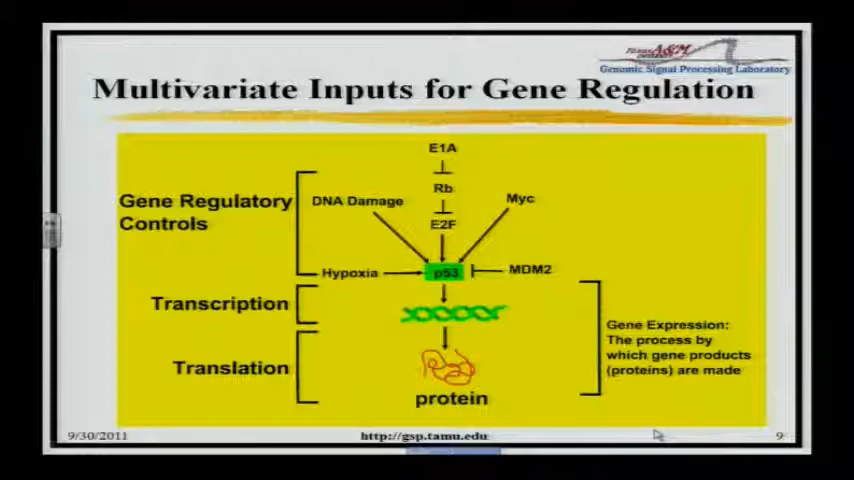 TEXAS A&M
UNIVERSITY
Genomic Signal Processing Laboratory
Multivariate Inputs for Gene Regulation
E1A
Rb
Gene Regulatory
Controls
DNA Damage
Myc
E2F
Hypoxia
p53
MDM2
Transcription
Gene Expression:
The process by
which gene products
(proteins) are made
Translation
protein
9/30/2011
http://gsp.tamu.edu
9